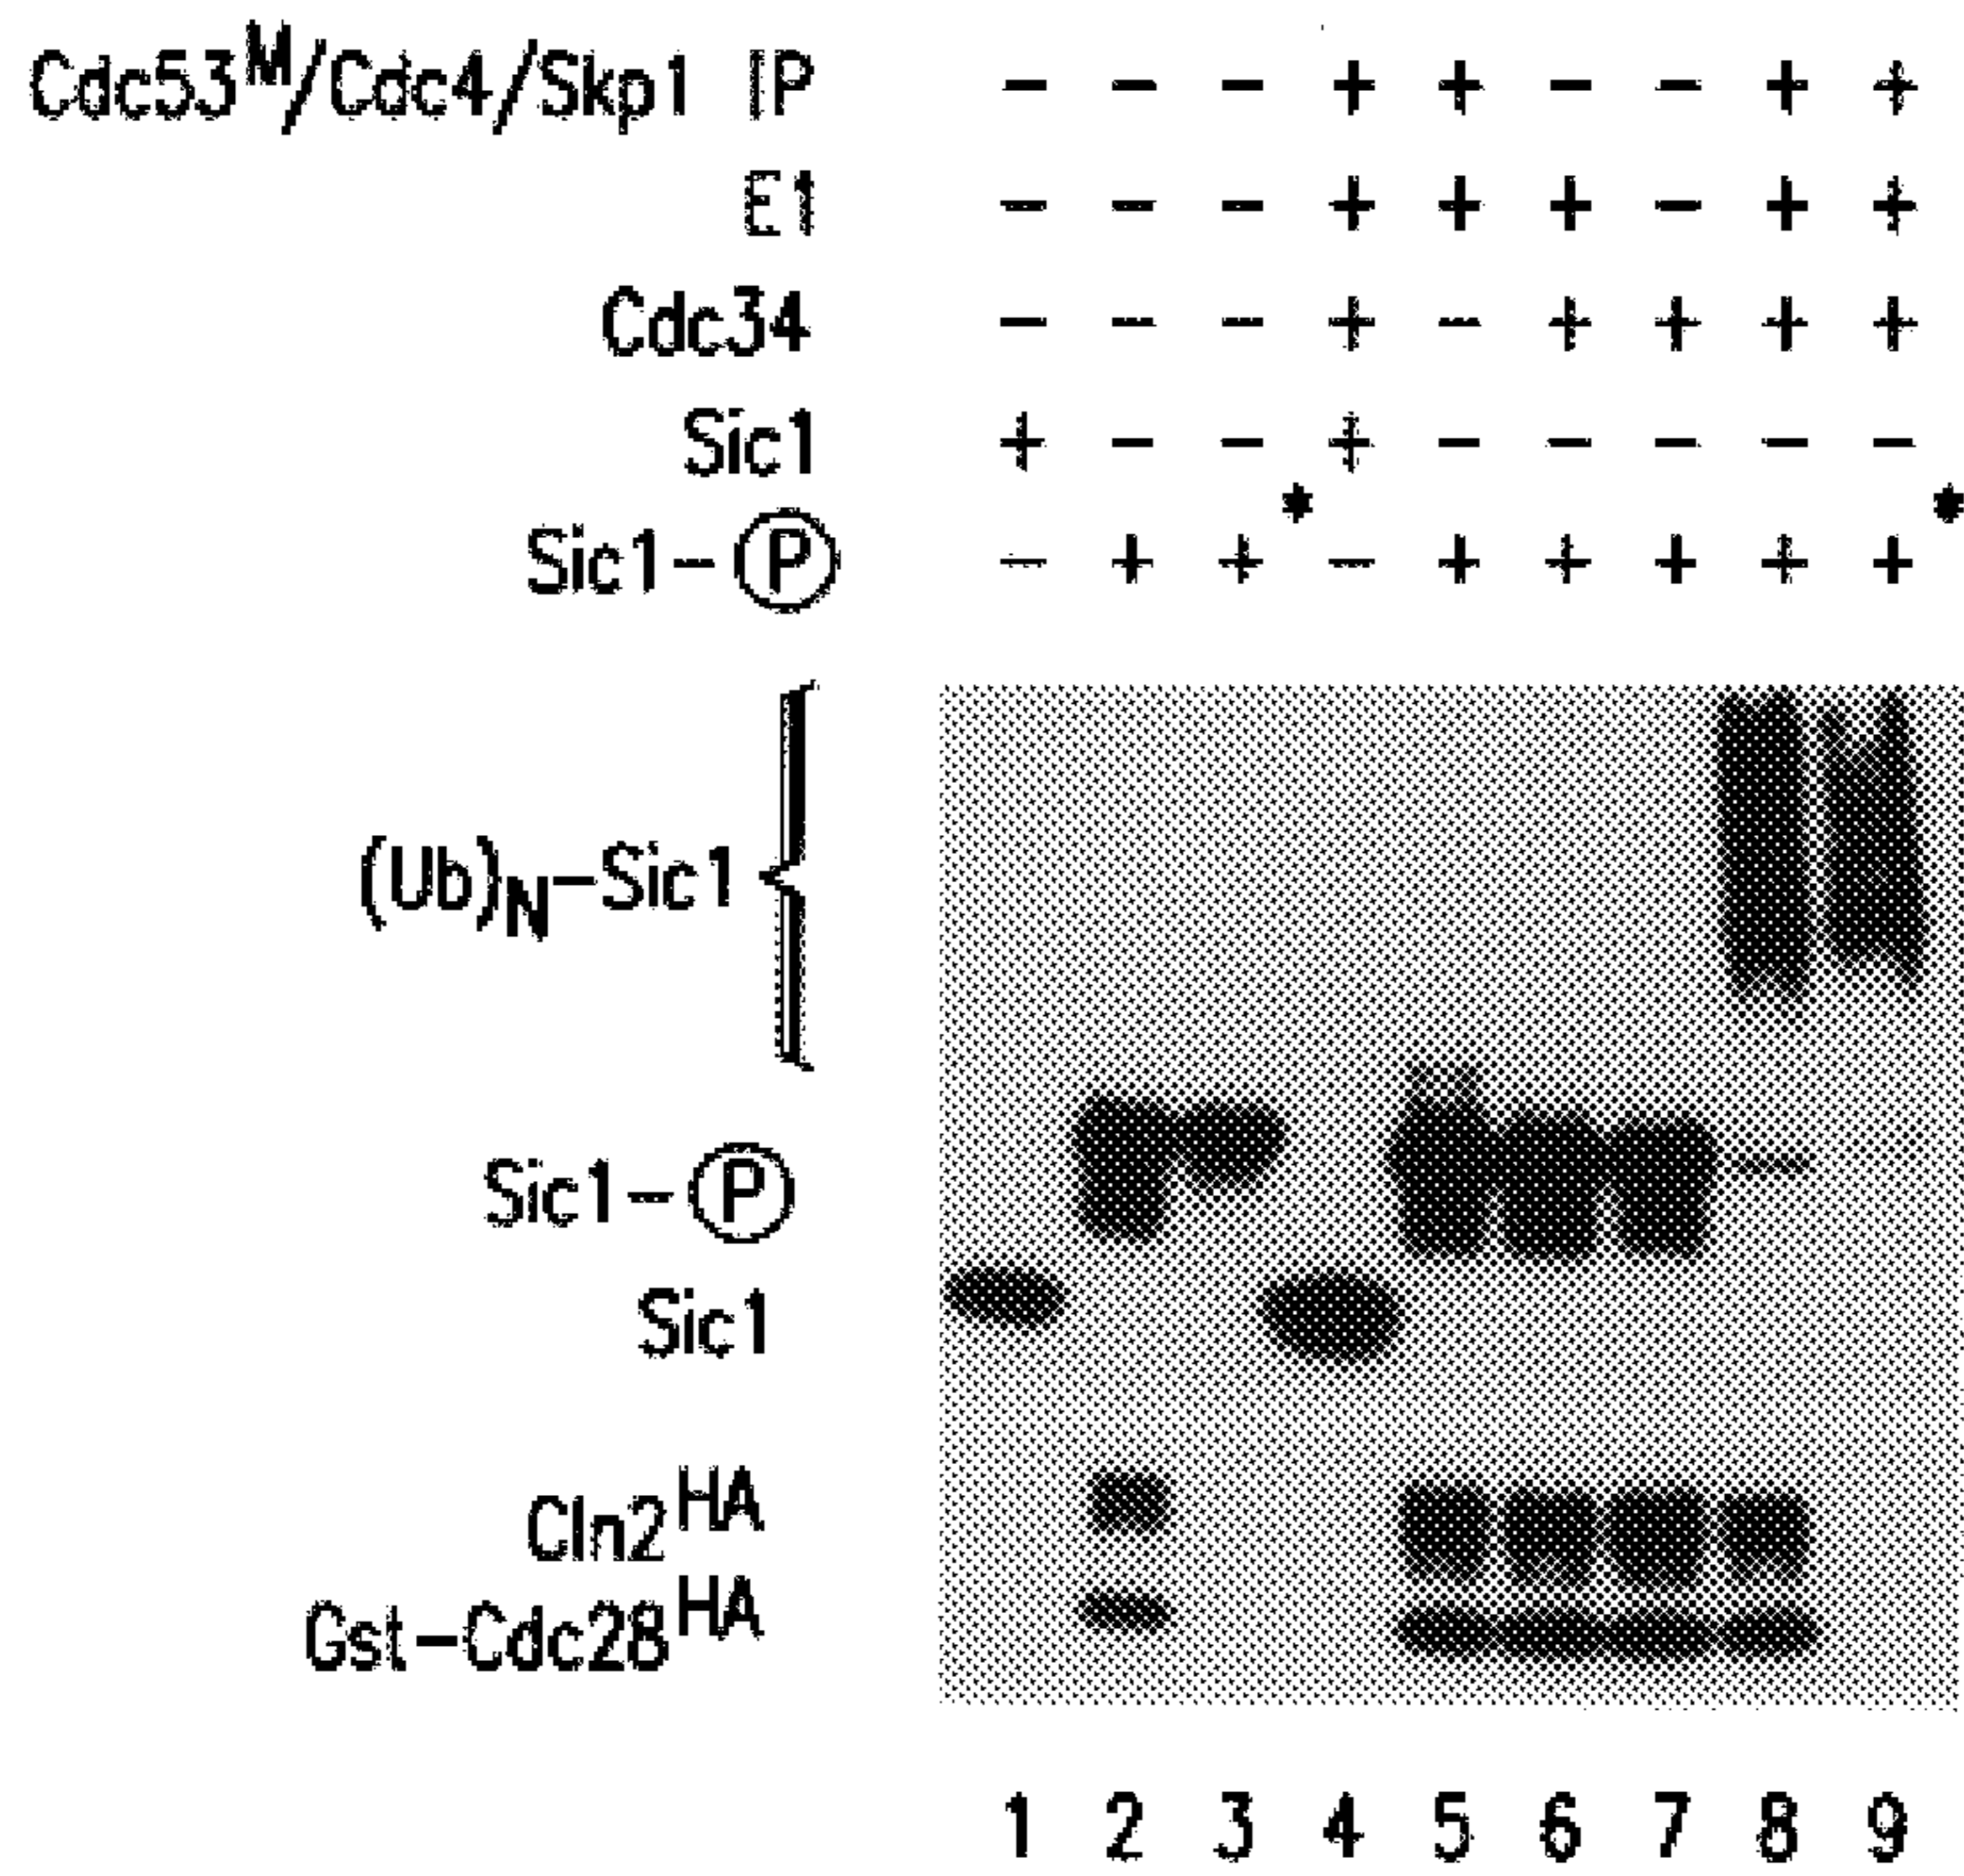 Cdc53ᴹ/Cdc4/Skp1 IP − − − + + − − + +
E1 − − − + + + − + +
Cdc34 − − − + − + + + +
Sic1 + − − + − − − − −
Sic1-Ⓟ − + +* − + + + + +*
(Ub)N-Sic1
Sic1-Ⓟ
Sic1
Cln2ᴴᴬ
Gst-Cdc28ᴴᴬ
1 2 3 4 5 6 7 8 9